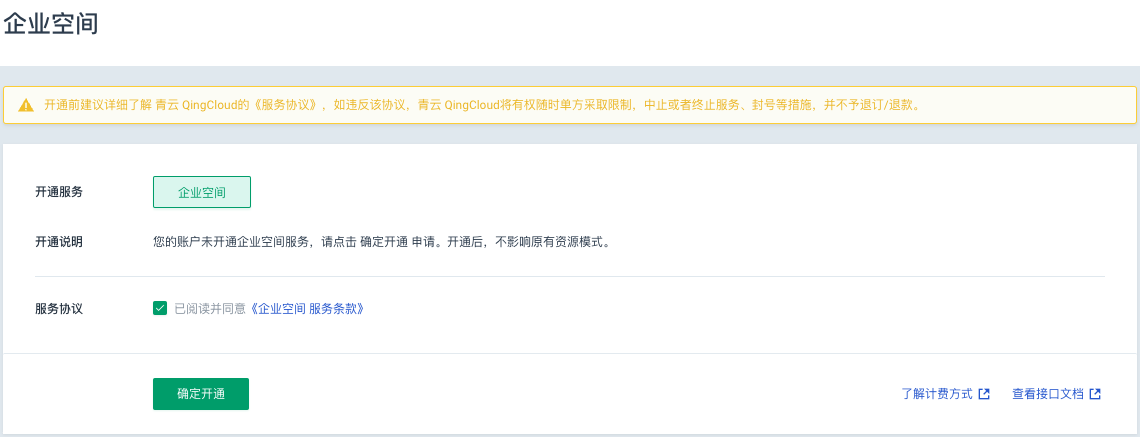 企业空间
开通前建议详细了解 青云 QingCloud的《服务协议》，如违反该协议，青云 QingCloud将有权随时单方采取限制，中止或者终止服务、封号等措施，并不予退订/退款。
开通服务 企业空间
开通说明 您的账户未开通企业空间服务，请点击 确定开通 申请。开通后，不影响原有资源模式。
服务协议 已阅读并同意《企业空间 服务条款》
确定开通 了解计费方式 查看接口文档